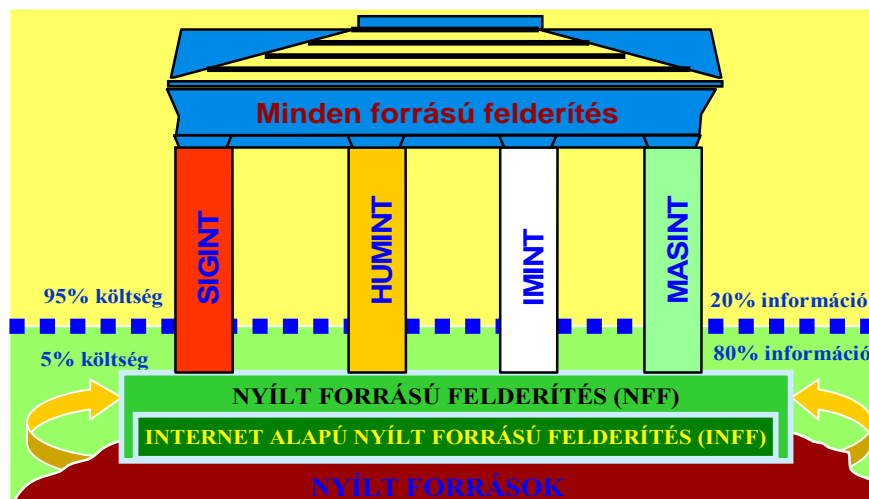 Minden forrású felderítés
SIGINT
HUMINT
IMINT
MASINT
95% költség
20% információ
5% költség
80% információ
NYÍLT FORRÁSÚ FELDERÍTÉS (NFF)
INTERNET ALAPÚ NYÍLT FORRÁSÚ FELDERÍTÉS (INFF)
NYÍLT FORRÁSOK